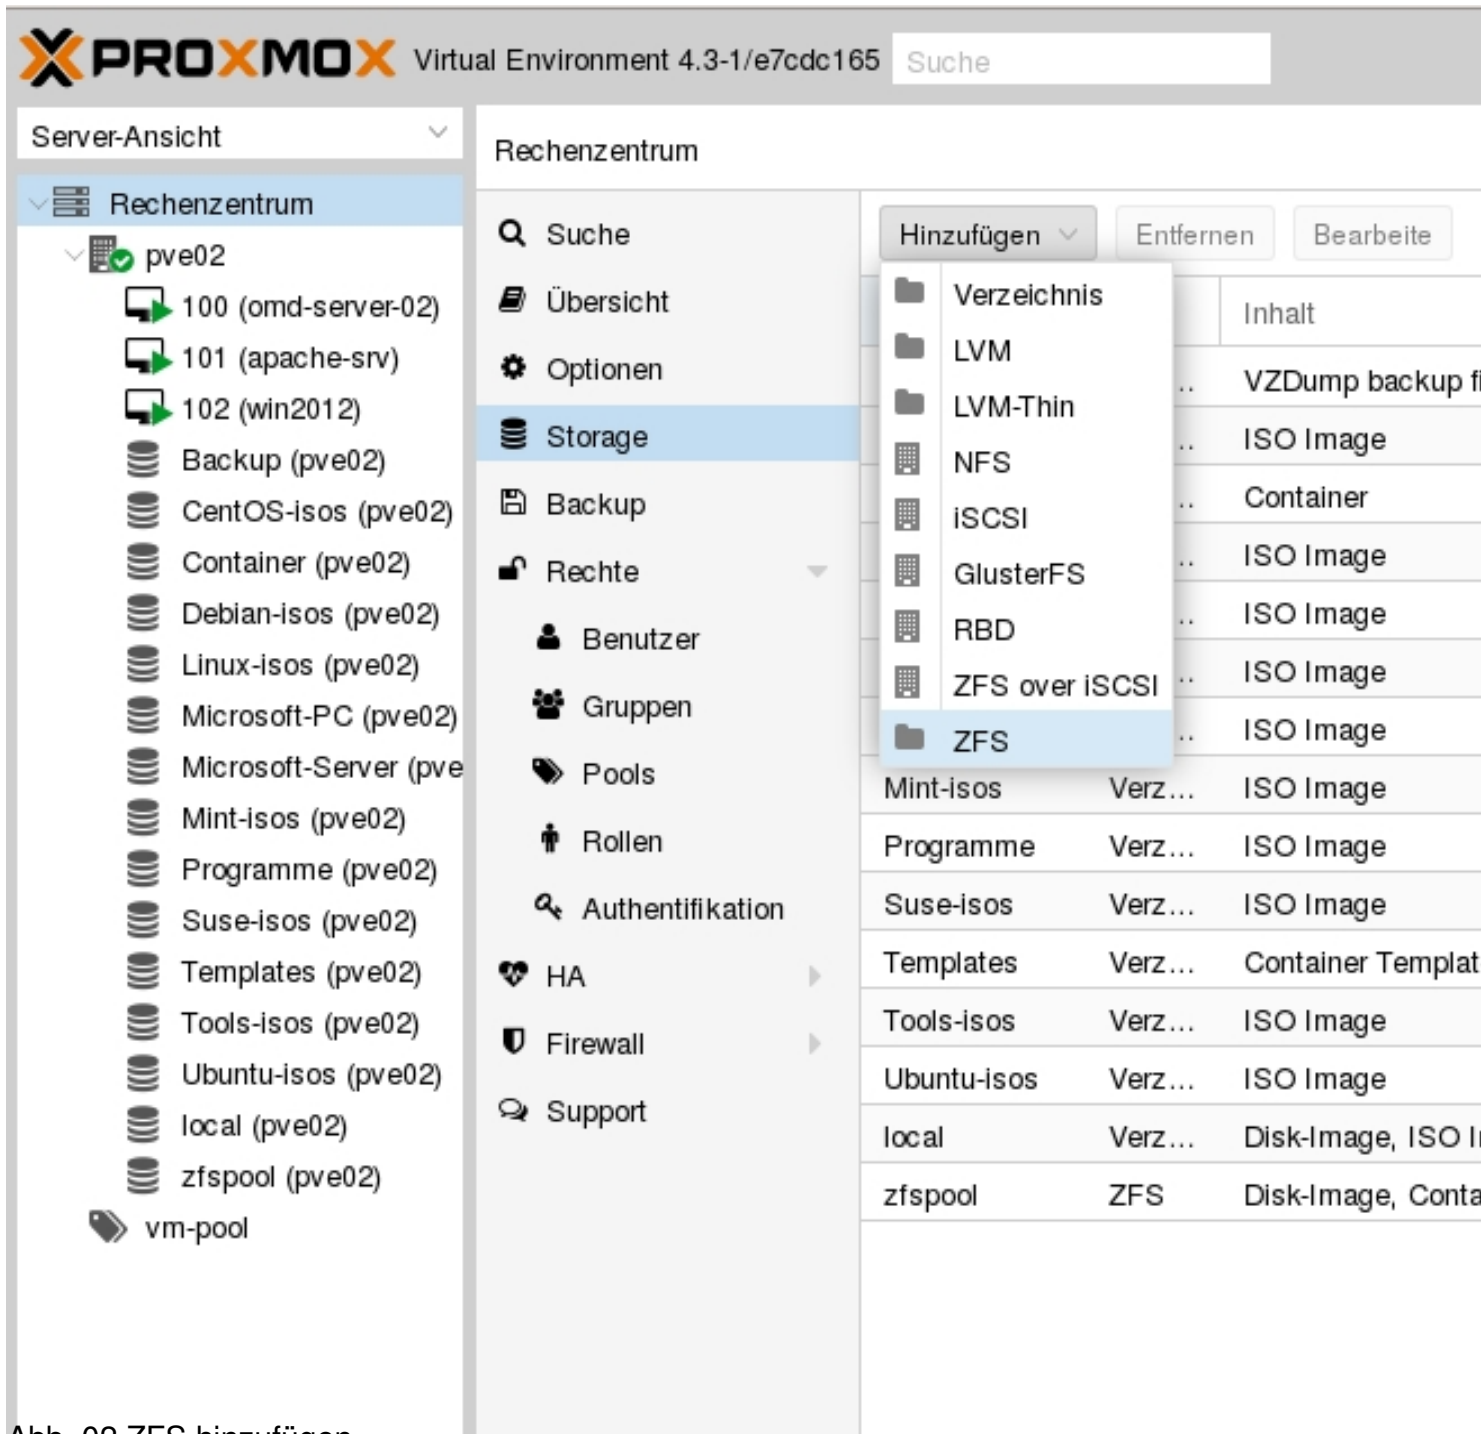 PROXMOX Virtual Environment 4.3-1/e7cdc165 Suche
Server-Ansicht
Rechenzentrum
pve02
100 (omd-server-02)
101 (apache-srv)
102 (win2012)
Backup (pve02)
CentOS-isos (pve02)
Container (pve02)
Debian-isos (pve02)
Linux-isos (pve02)
Microsoft-PC (pve02)
Microsoft-Server (pve
Mint-isos (pve02)
Programme (pve02)
Suse-isos (pve02)
Templates (pve02)
Tools-isos (pve02)
Ubuntu-isos (pve02)
local (pve02)
zfspool (pve02)
vm-pool
Rechenzentrum
Suche
Übersicht
Optionen
Storage
Backup
Rechte
Benutzer
Gruppen
Pools
Rollen
Authentifikation
HA
Firewall
Support
Hinzufügen Entfernen Bearbeite
Verzeichnis
LVM
LVM-Thin
NFS
iSCSI
GlusterFS
RBD
ZFS over iSCSI
ZFS
Inhalt
.. VZDump backup fi
.. ISO Image
.. Container
.. ISO Image
.. ISO Image
.. ISO Image
.. ISO Image
Mint-isos Verz... ISO Image
Programme Verz... ISO Image
Suse-isos Verz... ISO Image
Templates Verz... Container Templat
Tools-isos Verz... ISO Image
Ubuntu-isos Verz... ISO Image
local Verz... Disk-Image, ISO I
zfspool ZFS Disk-Image, Conta
ZFS hinzufügen